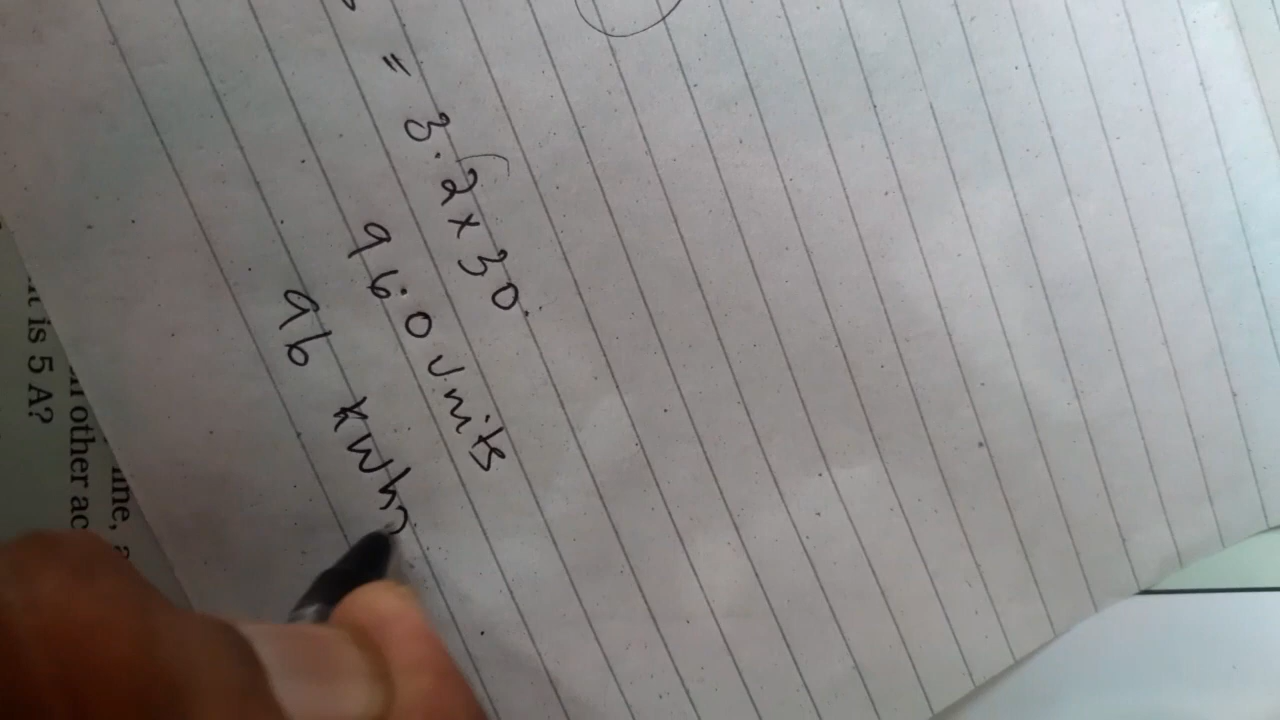 = 3.2 x 30.
96.0 Units
96 kWh
is 5 A?
other ac